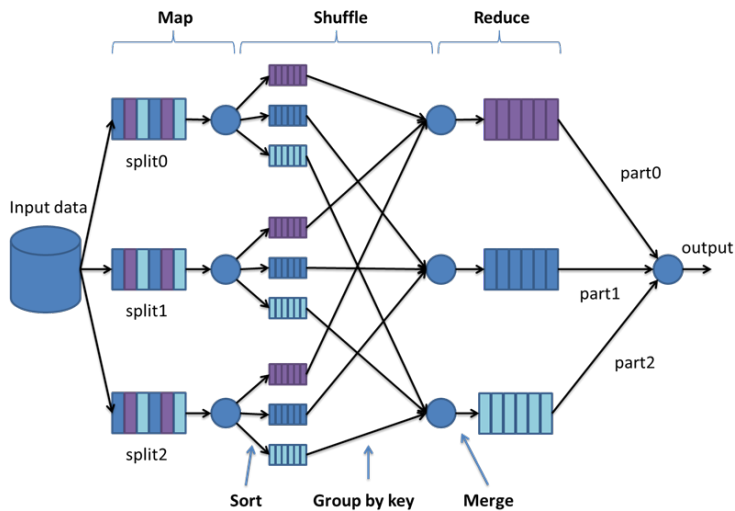 Map
Shuffle
Reduce
split0
part0
Input data
output
split1
part1
part2
split2
Sort
Group by key
Merge